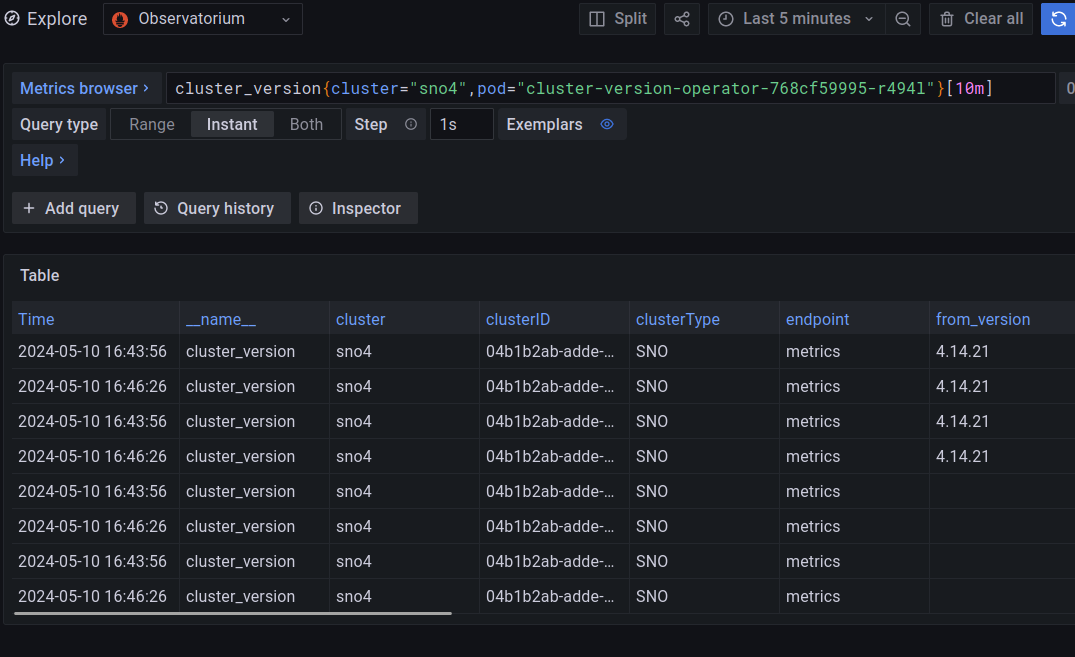 Explore Observatorium Split Last 5 minutes Clear all
Metrics browser > cluster_version{cluster="sno4",pod="cluster-version-operator-768cf59995-r494l"}[10m] 0
Query type Range Instant Both Step 1s Exemplars
Help >
+ Add query Query history Inspector
Table
Time __name__ cluster clusterID clusterType endpoint from_version
2024-05-10 16:43:56 cluster_version sno4 04b1b2ab-adde-... SNO metrics 4.14.21
2024-05-10 16:46:26 cluster_version sno4 04b1b2ab-adde-... SNO metrics 4.14.21
2024-05-10 16:43:56 cluster_version sno4 04b1b2ab-adde-... SNO metrics 4.14.21
2024-05-10 16:46:26 cluster_version sno4 04b1b2ab-adde-... SNO metrics 4.14.21
2024-05-10 16:43:56 cluster_version sno4 04b1b2ab-adde-... SNO metrics
2024-05-10 16:46:26 cluster_version sno4 04b1b2ab-adde-... SNO metrics
2024-05-10 16:43:56 cluster_version sno4 04b1b2ab-adde-... SNO metrics
2024-05-10 16:46:26 cluster_version sno4 04b1b2ab-adde-... SNO metrics